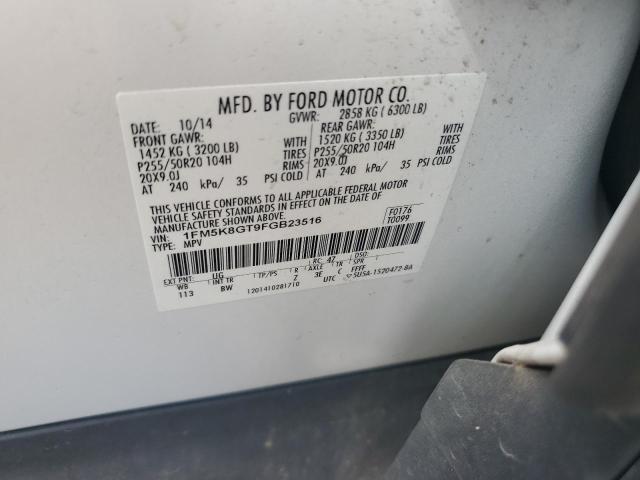 MFD. BY FORD MOTOR CO.
DATE: 10/14 GVWR: 2858 KG ( 6300 LB)
FRONT GAWR: REAR GAWR:
1452 KG ( 3200 LB) WITH 1520 KG ( 3350 LB) WITH
P255/50R20 104H TIRES P255/50R20 104H TIRES
20X9.0J RIMS 20X9.0J RIMS
AT 240 kPa/ 35 PSI COLD AT 240 kPa/ 35 PSI COLD
THIS VEHICLE CONFORMS TO ALL APPLICABLE FEDERAL MOTOR
VEHICLE SAFETY STANDARDS IN EFFECT ON THE DATE OF
MANUFACTURE SHOWN ABOVE.
VIN: 1FM5K8GT9FGB23516 F0176
TYPE: MPV T0099
EXT PNT: UG RC: 47 DSO:
WB INT TR TP/PS R AXLE TR SPR
113 BW Z 3E C FFFF
1201410281710 UTC 5U5A-1520472-BA